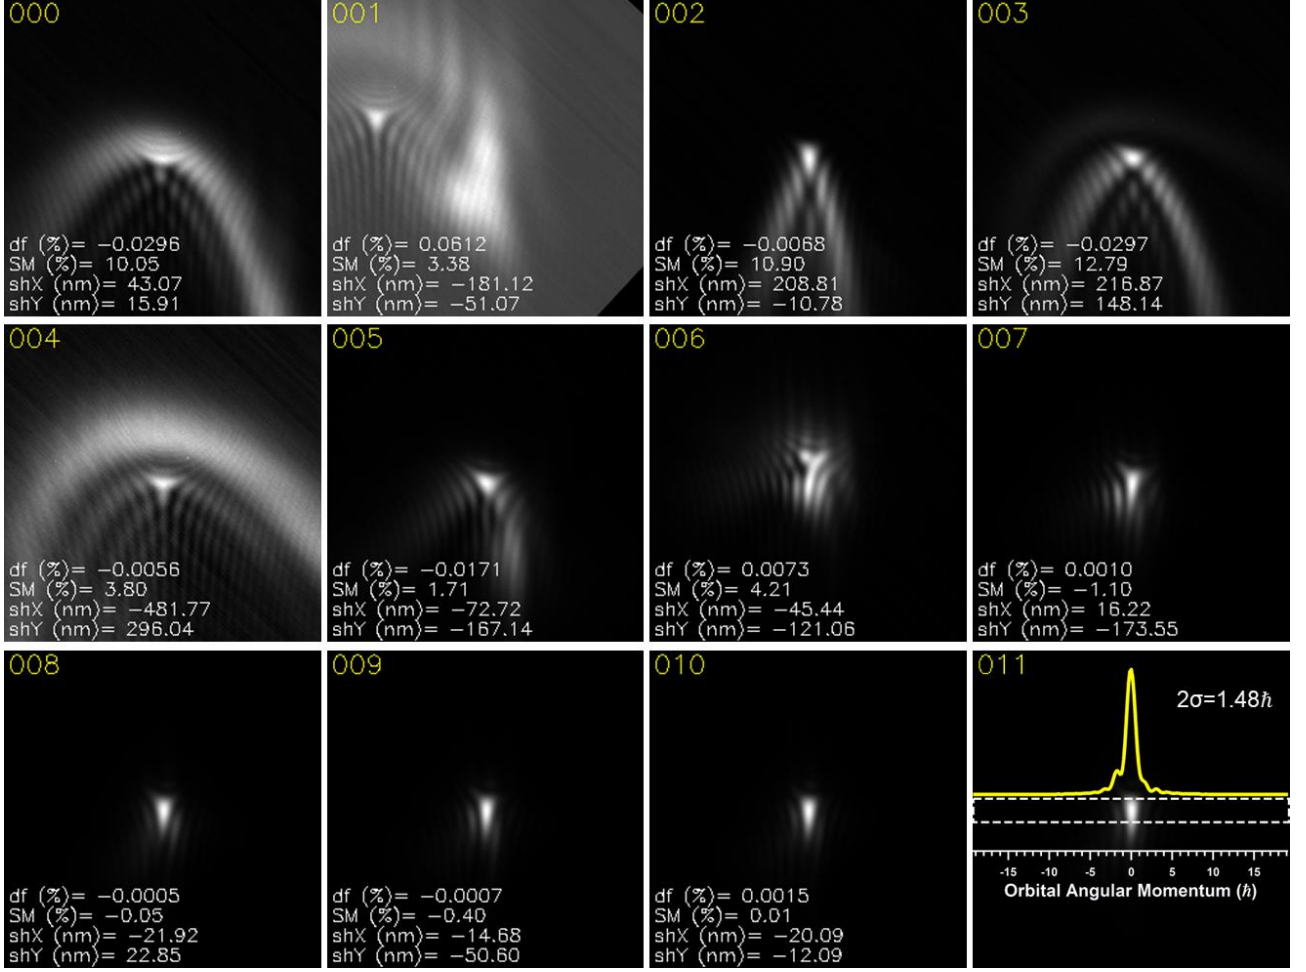 000
df (%)= −0.0296
SM (%)= 10.05
shX (nm)= 43.07
shY (nm)= 15.91
001
df (%)= 0.0612
SM (%)= 3.38
shX (nm)= −181.12
shY (nm)= −51.07
002
df (%)= −0.0068
SM (%)= 10.90
shX (nm)= 208.81
shY (nm)= −10.78
003
df (%)= −0.0297
SM (%)= 12.79
shX (nm)= 216.87
shY (nm)= 148.14
004
df (%)= −0.0056
SM (%)= 3.80
shX (nm)= −481.77
shY (nm)= 296.04
005
df (%)= −0.0171
SM (%)= 1.71
shX (nm)= −72.72
shY (nm)= −167.14
006
df (%)= 0.0073
SM (%)= 4.21
shX (nm)= −45.44
shY (nm)= −121.06
007
df (%)= 0.0010
SM (%)= −1.10
shX (nm)= 16.22
shY (nm)= −173.55
008
df (%)= −0.0005
SM (%)= −0.05
shX (nm)= −21.92
shY (nm)= 22.85
009
df (%)= −0.0007
SM (%)= −0.40
shX (nm)= −14.68
shY (nm)= −50.60
010
df (%)= 0.0015
SM (%)= 0.01
shX (nm)= −20.09
shY (nm)= −12.09
011
2σ=1.48ℏ
-15 -10 -5 0 5 10 15
Orbital Angular Momentum (ℏ)